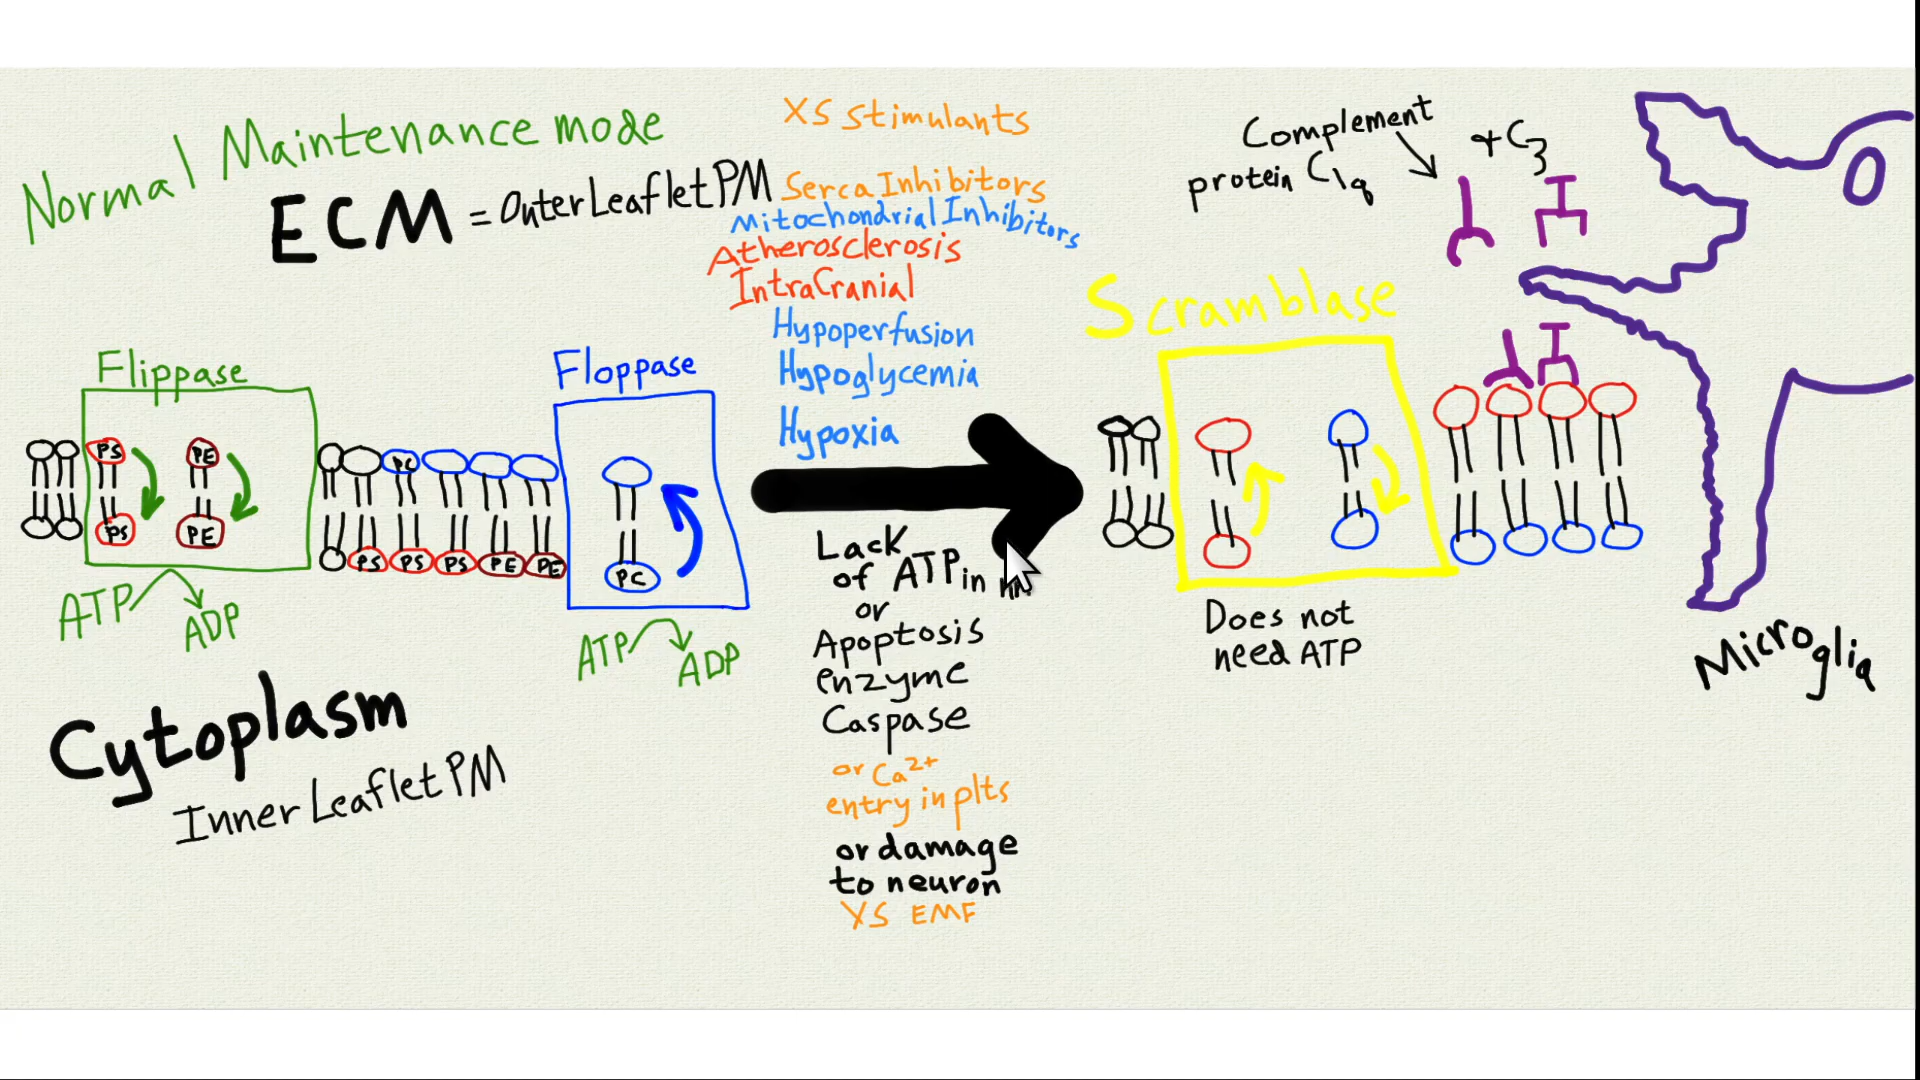 Normal Maintenance mode
ECM = Outer Leaflet PM
Flippase
PS
PE
PS
PE
ATP
ADP
PC
PS
PS
PS
PE
PE
Floppase
PC
ATP
ADP
Cytoplasm
Inner Leaflet PM
XS Stimulants
Serca Inhibitors
Mitochondrial Inhibitors
Atherosclerosis
IntraCranial
Hypoperfusion
Hypoglycemia
Hypoxia
Lack
of ATP in
or
Apoptosis
enzyme
Caspase
or Ca2+
entry in plts
or damage
to neuron
XS EMF
Scramblase
Does not
need ATP
Complement
protein C1q
+C3
Microglia